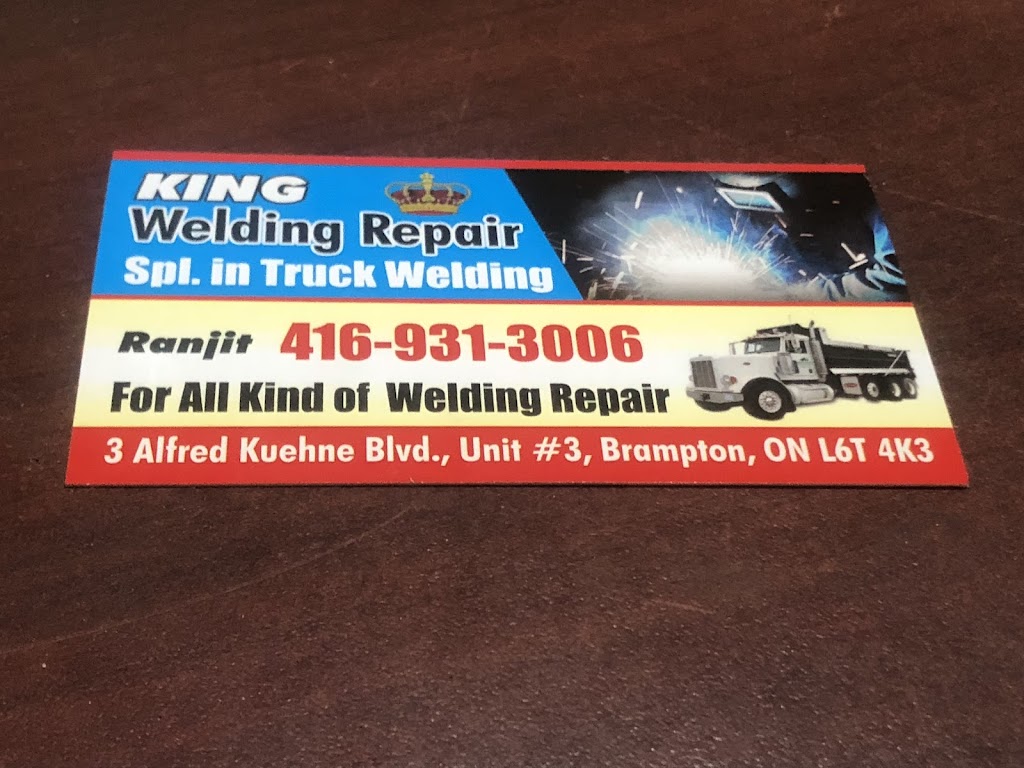 KING
Welding Repair
Spl. in Truck Welding
Ranjit 416-931-3006
For All Kind of Welding Repair
3 Alfred Kuehne Blvd., Unit #3, Brampton, ON L6T 4K3